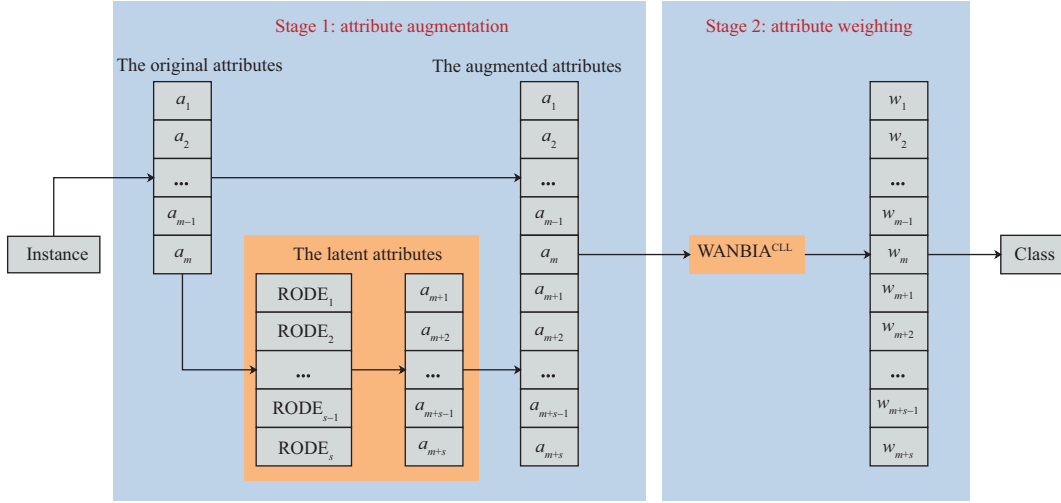 Stage 1: attribute augmentation
Stage 2: attribute weighting
The original attributes
The augmented attributes
a1
a2
...
am−1
am
Instance
The latent attributes
RODE1
RODE2
...
RODEs−1
RODEs
am+1
am+2
...
am+s−1
am+s
a1
a2
...
am−1
am
am+1
am+2
...
am+s−1
am+s
WANBIA^CLL
w1
w2
...
wm−1
wm
wm+1
wm+2
...
wm+s−1
wm+s
Class